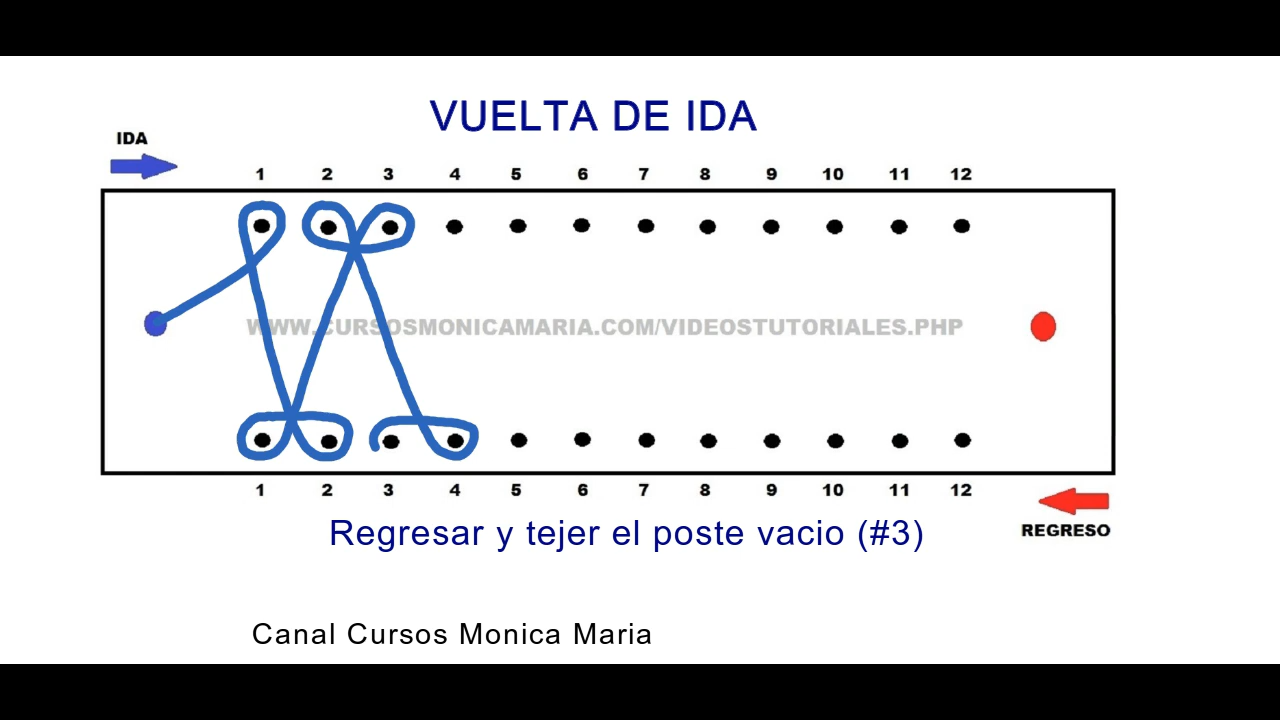 VUELTA DE IDA
IDA
1 2 3 4 5 6 7 8 9 10 11 12
WWW.CURSOSMONICAMARIA.COM/VIDEOSTUTORIALES.PHP
1 2 3 4 5 6 7 8 9 10 11 12
REGRESO
Regresar y tejer el poste vacio (#3)
Canal Cursos Monica Maria